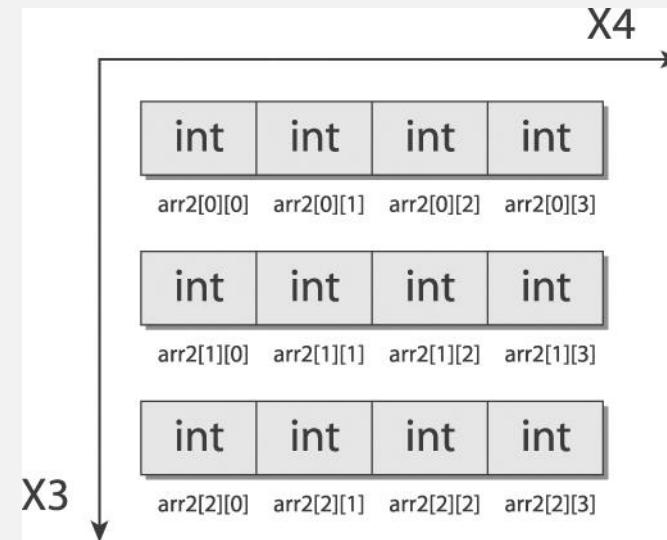 X4
int int int int
arr2[0][0] arr2[0][1] arr2[0][2] arr2[0][3]
int int int int
arr2[1][0] arr2[1][1] arr2[1][2] arr2[1][3]
int int int int
X3
arr2[2][0] arr2[2][1] arr2[2][2] arr2[2][3]